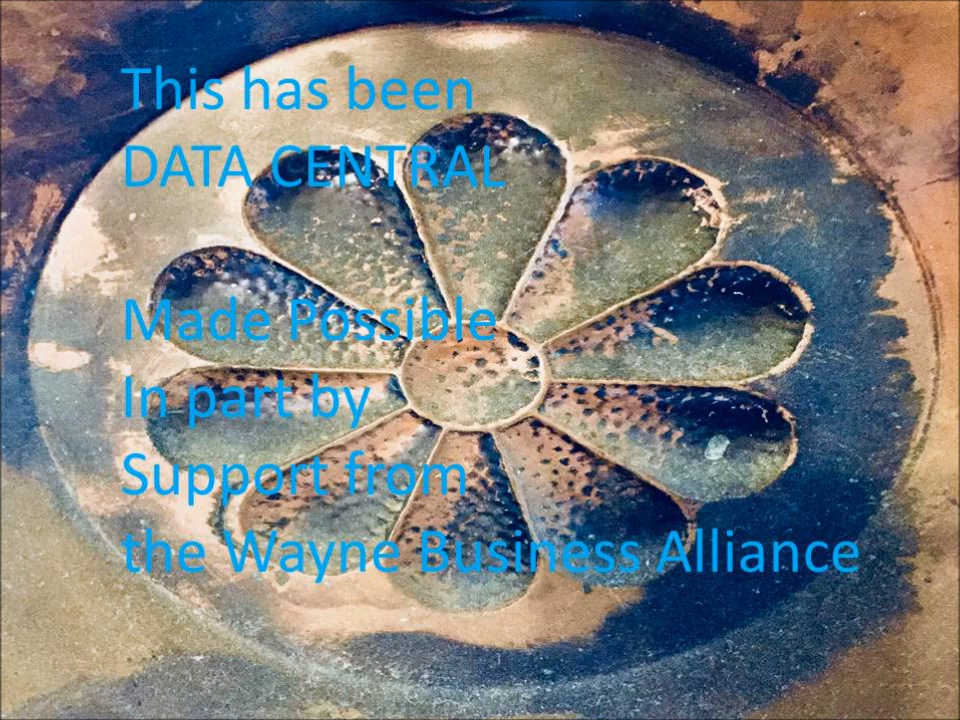 This has been
DATA CENTRAL
Made Possible
In part by
Support from
the Wayne Business Alliance